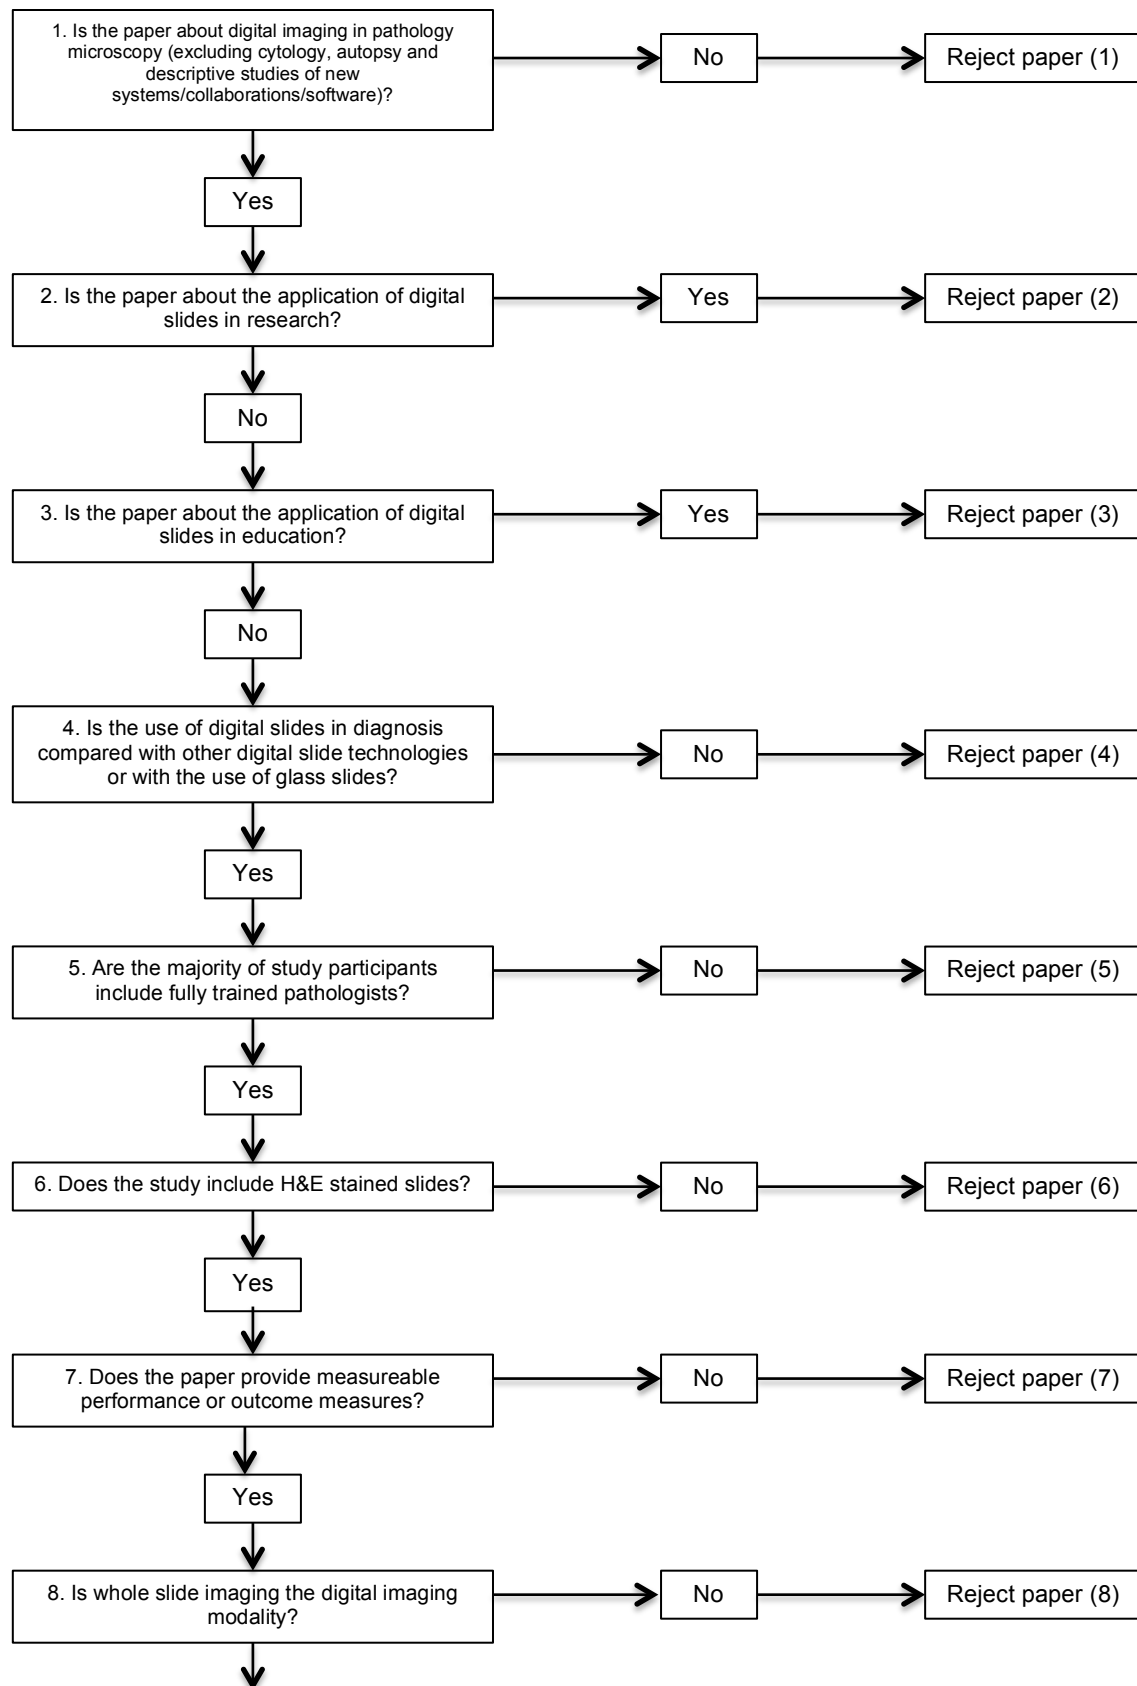 1. Is the paper about digital imaging in pathology
microscopy (excluding cytology, autopsy and
descriptive studies of new
systems/collaborations/software)?
No
Reject paper (1)
Yes
2. Is the paper about the application of digital
slides in research?
Yes
Reject paper (2)
No
3. Is the paper about the application of digital
slides in education?
Yes
Reject paper (3)
No
4. Is the use of digital slides in diagnosis
compared with other digital slide technologies
or with the use of glass slides?
No
Reject paper (4)
Yes
5. Are the majority of study participants
include fully trained pathologists?
No
Reject paper (5)
Yes
6. Does the study include H&E stained slides?
No
Reject paper (6)
Yes
7. Does the paper provide measureable
performance or outcome measures?
No
Reject paper (7)
Yes
8. Is whole slide imaging the digital imaging
modality?
No
Reject paper (8)